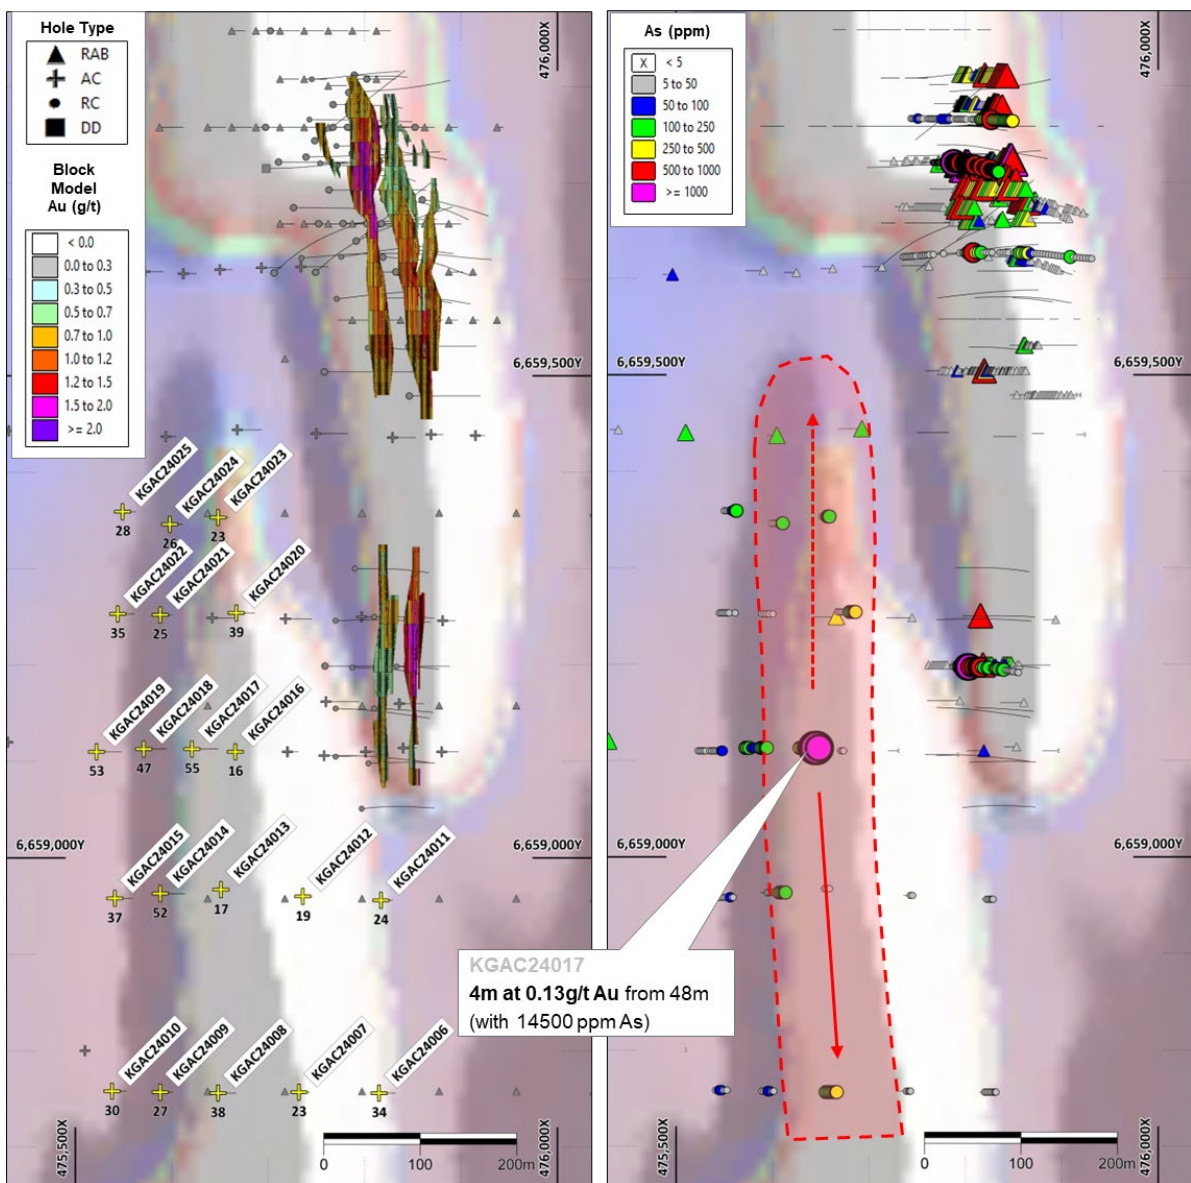 Hole Type
RAB
AC
RC
DD
Block
Model
Au (g/t)
< 0.0
0.0 to 0.3
0.3 to 0.5
0.5 to 0.7
0.7 to 1.0
1.0 to 1.2
1.2 to 1.5
1.5 to 2.0
>= 2.0
476,000X
6,659,500Y
KGAC24025
KGAC24024
KGAC24023
28
26
23
KGAC24022
KGAC24021
KGAC24020
35
25
39
KGAC24019
KGAC24018
KGAC24017
KGAC24016
53
47
55
16
6,659,000Y
6,659,000Y
KGAC24015
KGAC24014
KGAC24013
KGAC24012
KGAC24011
37
52
17
19
24
KGAC24010
KGAC24009
KGAC24008
KGAC24007
KGAC24006
30
27
38
23
34
475,500X
0
100
200m
476,000X
As (ppm)
X
< 5
5 to 50
50 to 100
100 to 250
250 to 500
500 to 1000
>= 1000
476,000X
6,659,500Y
6,659,500Y
6,659,000Y
6,659,000Y
KGAC24017
4m at 0.13g/t Au from 48m
(with 14500 ppm As)
475,500X
0
100
200m
476,000X